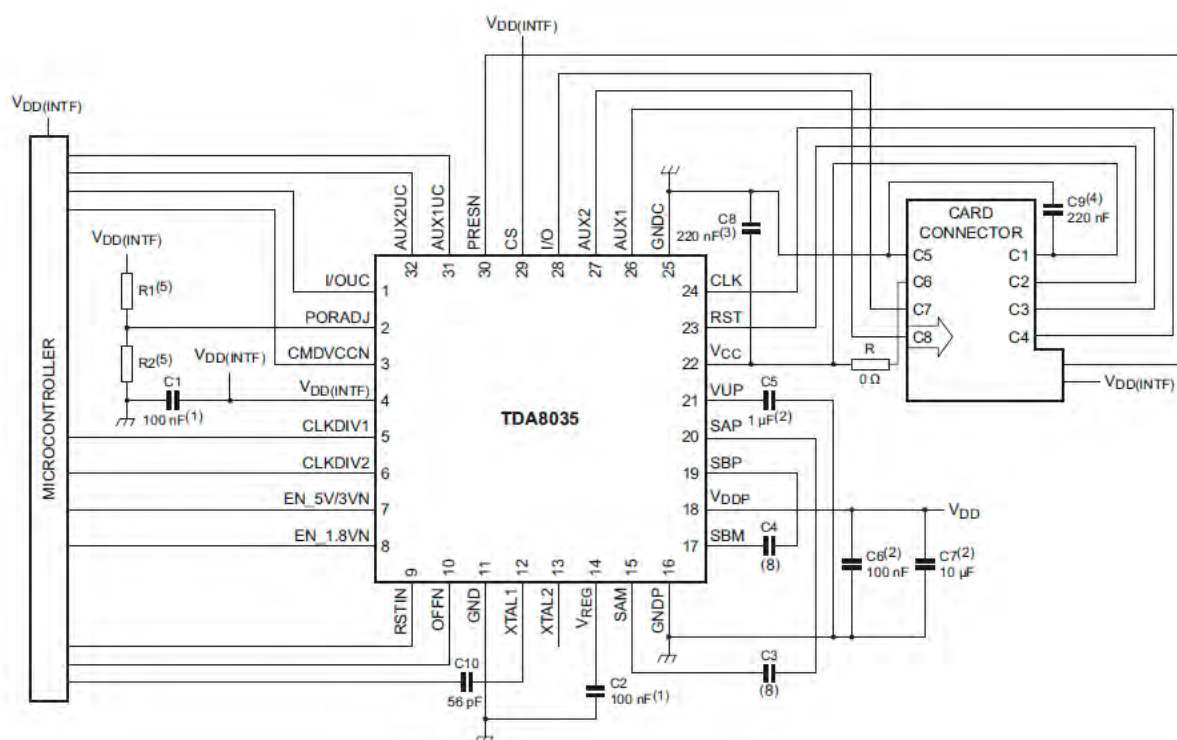 VDD(INTF)
VDD(INTF)
MICROCONTROLLER
VDD(INTF)
R1(5)
R2(5)
VDD(INTF)
C1
100 nF(1)
AUX2UC
AUX1UC
PRESN
CS
I/O
AUX2
AUX1
GNDC
32
31
30
29
28
27
26
25
I/OUC
1
PORADJ
2
CMDVCCN
3
VDD(INTF)
4
CLKDIV1
5
CLKDIV2
6
EN_5V/3VN
7
EN_1.8VN
8
TDA8035
24
CLK
23
RST
22
VCC
21
VUP
20
SAP
19
SBP
18
VDDP
17
SBM
9
10
11
12
13
14
15
16
RSTIN
OFFN
GND
XTAL1
XTAL2
VREG
SAM
GNDP
C8
220 nF(3)
C9(4)
220 nF
CARD
CONNECTOR
C5
C6
C7
C8
C1
C2
C3
C4
R
0 Ω
VDD(INTF)
C5
1 μF(2)
VDD
C4
(8)
C6(2)
100 nF
C7(2)
10 μF
C3
(8)
C10
56 pF
C2
100 nF(1)